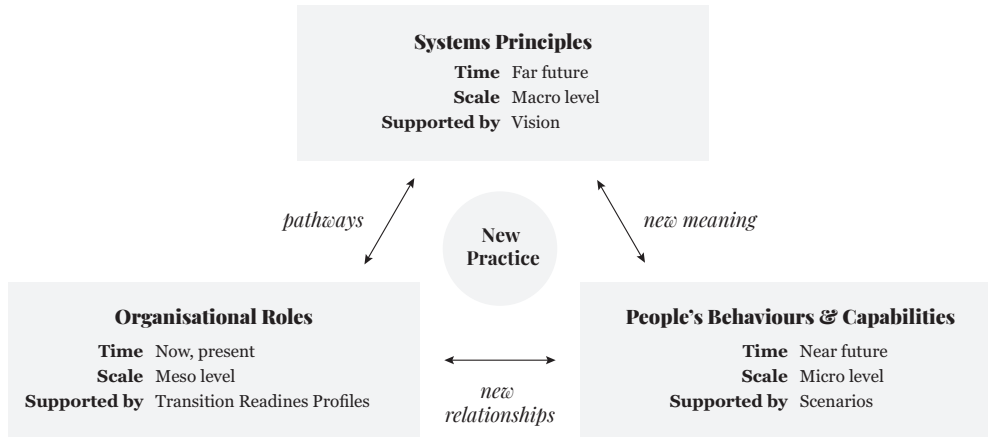 Systems Principles
Time Far future
Scale Macro level
Supported by Vision
pathways
new meaning
New
Practice
Organisational Roles
Time Now, present
Scale Meso level
Supported by Transition Readines Profiles
new
relationships
People’s Behaviours & Capabilities
Time Near future
Scale Micro level
Supported by Scenarios